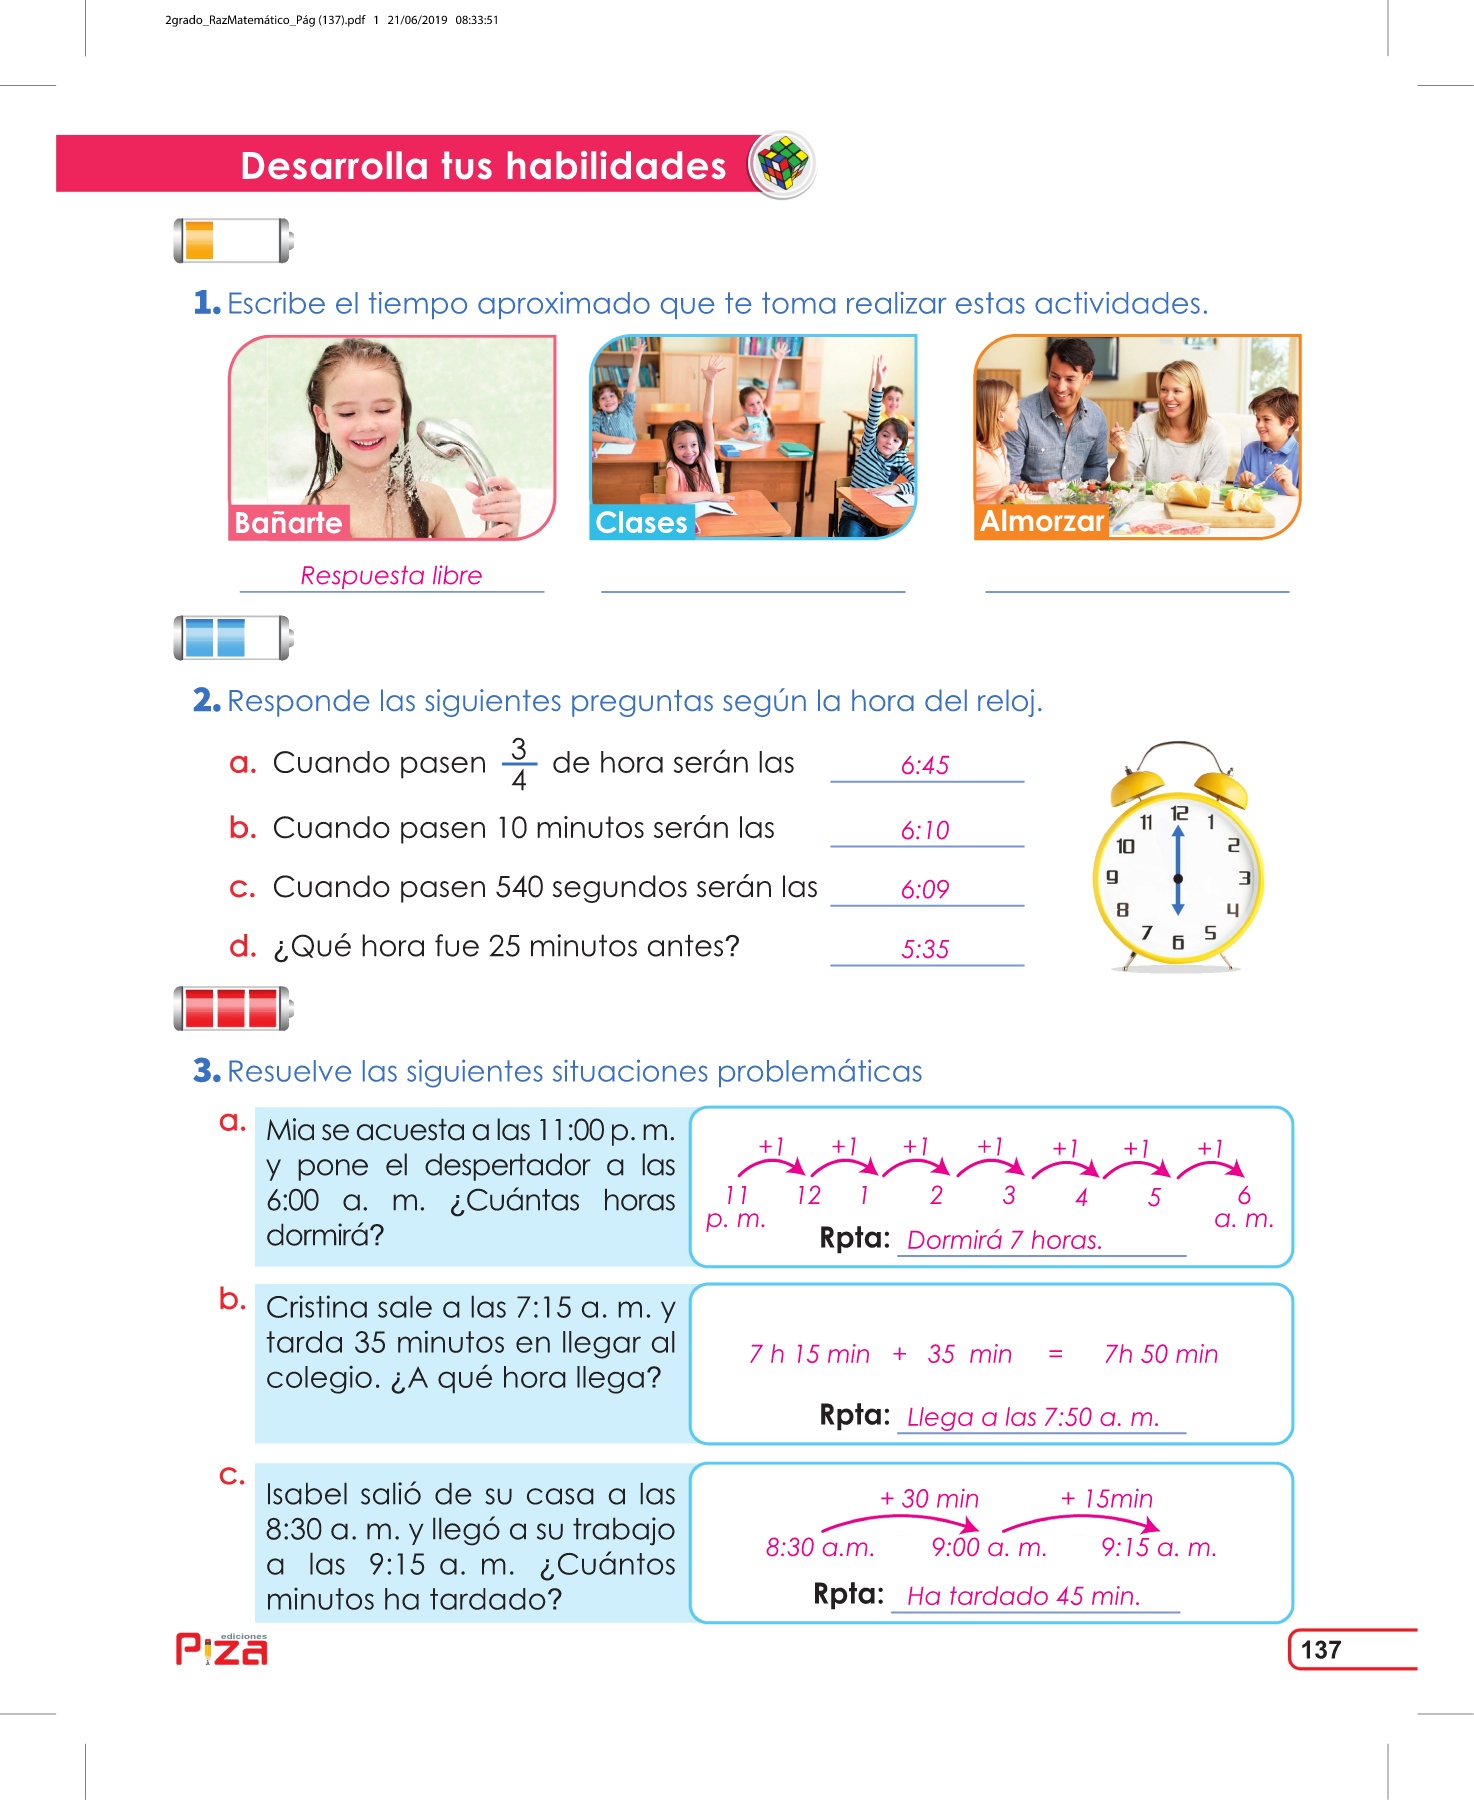 2grado_RazMatemático_Pág (137).pdf 1 21/06/2019 08:33:51
Desarrolla tus habilidades
1. Escribe el tiempo aproximado que te toma realizar estas actividades.
Bañarte
Clases
Almorzar
Respuesta libre
2. Responde las siguientes preguntas según la hora del reloj.
a. Cuando pasen 3/4 de hora serán las 6:45
b. Cuando pasen 10 minutos serán las 6:10
c. Cuando pasen 540 segundos serán las 6:09
d. ¿Qué hora fue 25 minutos antes? 5:35
12
1
2
3
4
5
6
7
8
9
10
11
3. Resuelve las siguientes situaciones problemáticas
a. Mia se acuesta a las 11:00 p. m.
y pone el despertador a las
6:00 a. m. ¿Cuántas horas
dormirá?
+1 +1 +1 +1 +1 +1 +1
11 12 1 2 3 4 5 6
p. m. a. m.
Rpta: Dormirá 7 horas.
b. Cristina sale a las 7:15 a. m. y
tarda 35 minutos en llegar al
colegio. ¿A qué hora llega?
7 h 15 min + 35 min = 7h 50 min
Rpta: Llega a las 7:50 a. m.
c. Isabel salió de su casa a las
8:30 a. m. y llegó a su trabajo
a las 9:15 a. m. ¿Cuántos
minutos ha tardado?
+ 30 min + 15min
8:30 a.m. 9:00 a. m. 9:15 a. m.
Rpta: Ha tardado 45 min.
ediciones
Piza
137